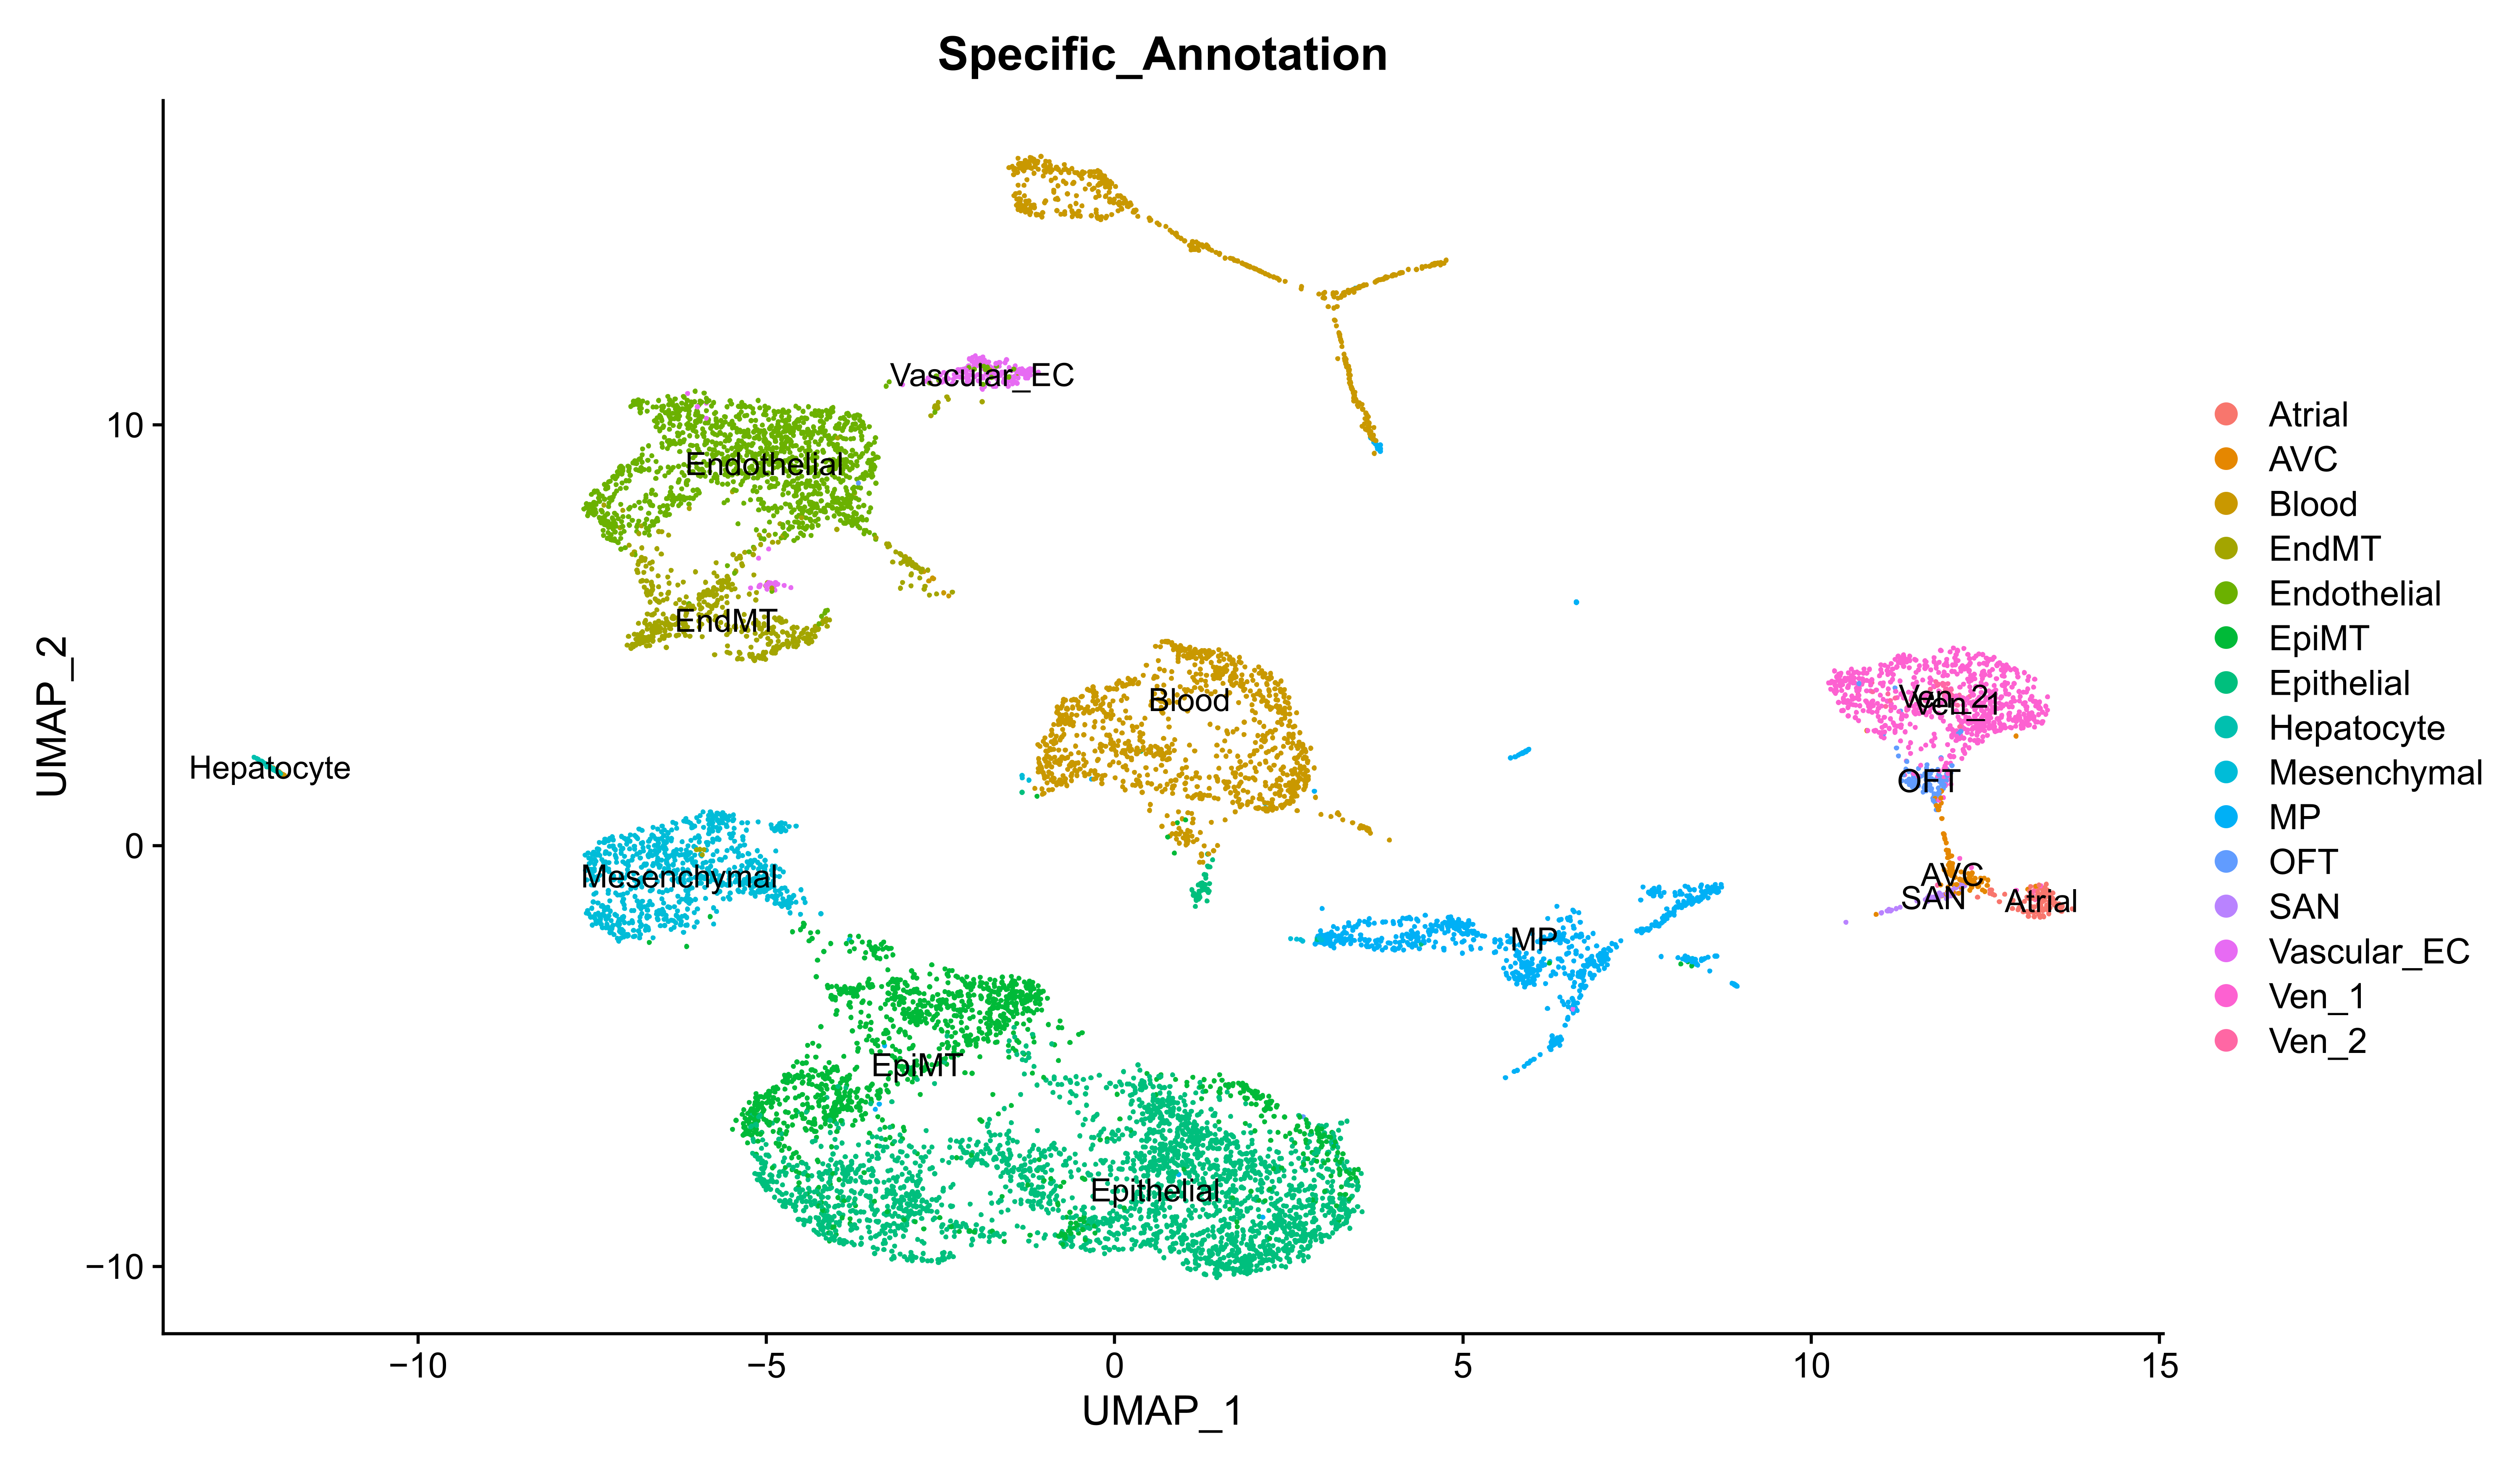 Specific_Annotation
Vascular_EC
10
Endothelial
EndMT
Blood
Ven_2
Ven_1
Hepatocyte
OFT
0
Mesenchymal
AVC
SAN
Atrial
MP
EpiMT
Epithelial
−10
UMAP_2
−10
−5
0
5
10
15
UMAP_1
Atrial
AVC
Blood
EndMT
Endothelial
EpiMT
Epithelial
Hepatocyte
Mesenchymal
MP
OFT
SAN
Vascular_EC
Ven_1
Ven_2